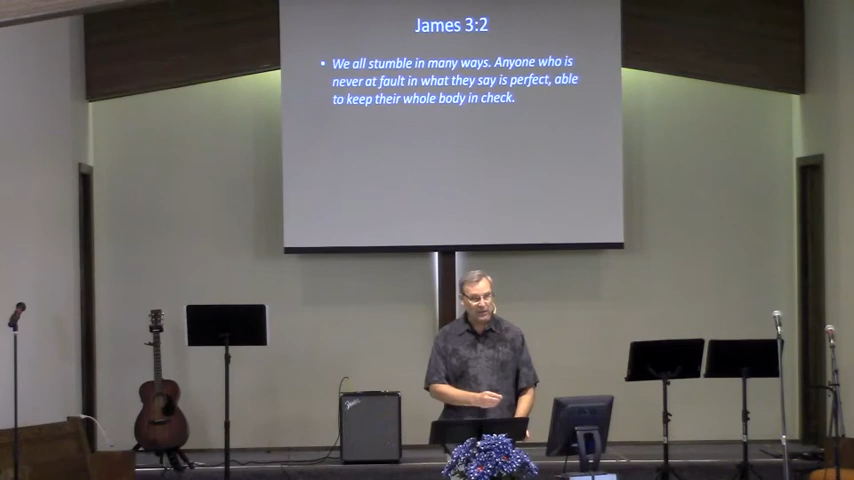 James 3:2
• We all stumble in many ways. Anyone who is
never at fault in what they say is perfect, able
to keep their whole body in check.
Fender